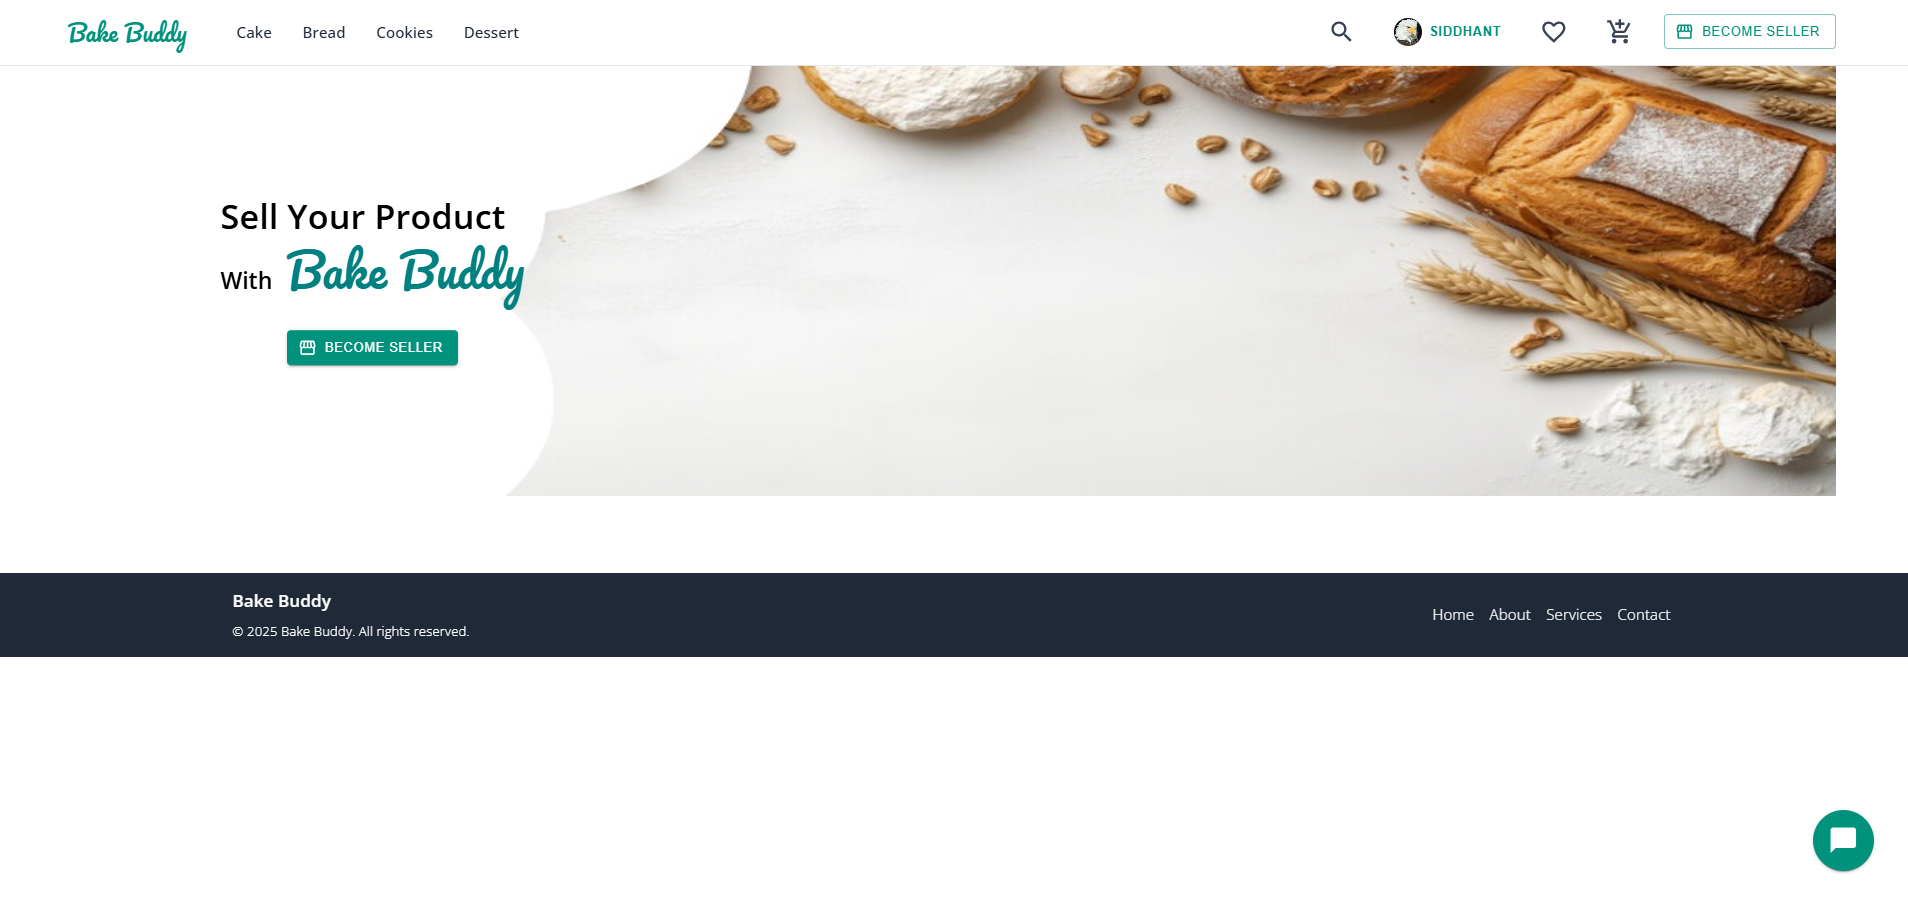 Bake Buddy
Cake Bread Cookies Dessert
SIDDHANT
BECOME SELLER
Sell Your Product
With Bake Buddy
BECOME SELLER
Bake Buddy
© 2025 Bake Buddy. All rights reserved.
Home About Services Contact